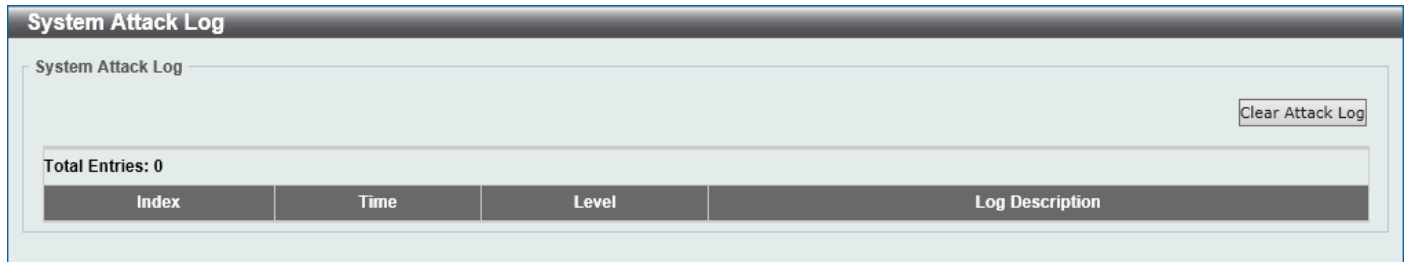 System Attack Log
System Attack Log
Clear Attack Log
Total Entries: 0
Index Time Level Log Description